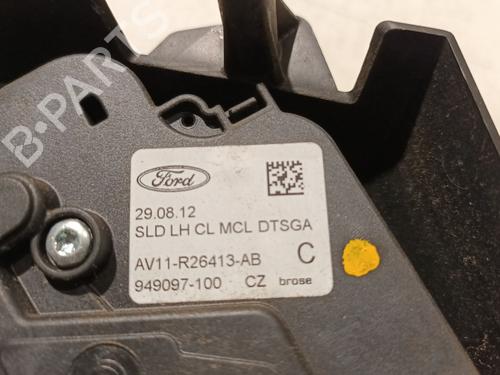 B-PARTS
Ford
29.08.12
SLD LH CL MCL DTSGA
AV11-R26413-AB C
949097-100 CZ brose